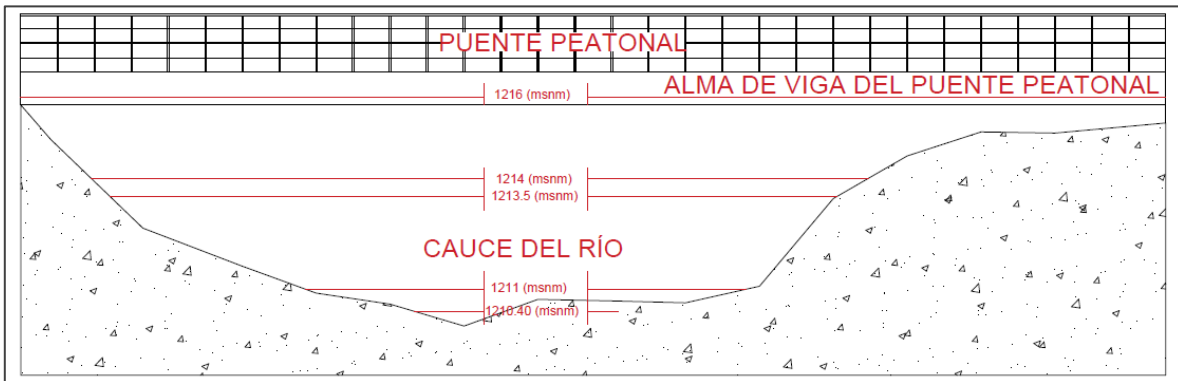 PUENTE PEATONAL
ALMA DE VIGA DEL PUENTE PEATONAL
1216 (msnm)
1214 (msnm)
1213.5 (msnm)
CAUCE DEL RÍO
1211 (msnm)
1210.40 (msnm)